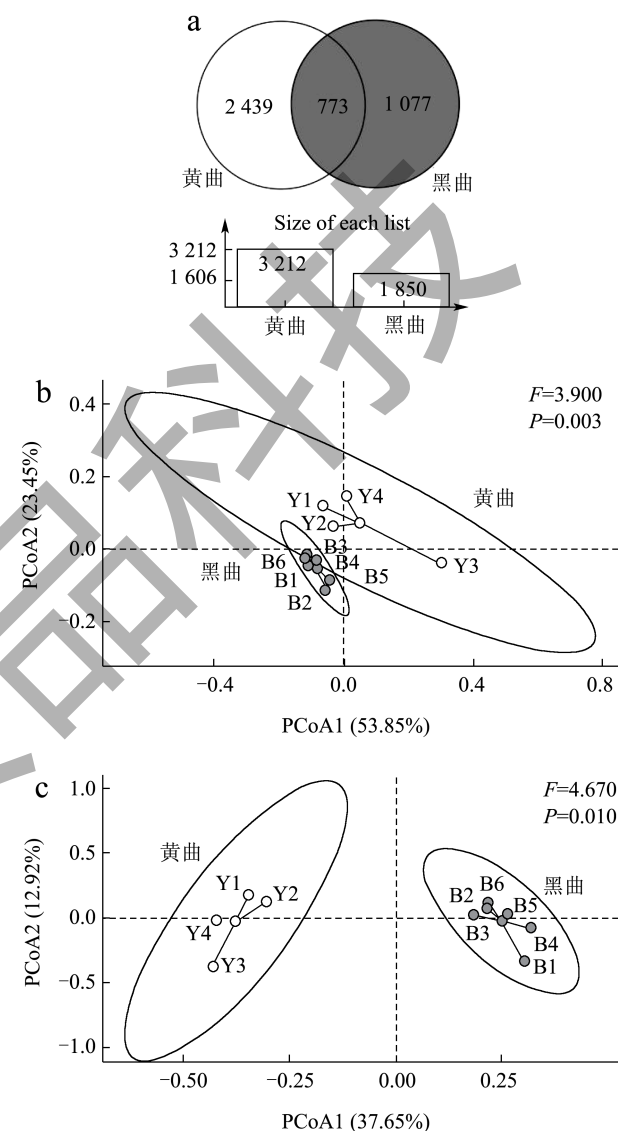 a
2 439 773 1 077
黄曲 黑曲
Size of each list
3 212
3 212
1 606
1 850
黄曲 黑曲
b
F=3.900
P=0.003
0.4
0.2
0.0
−0.2
PCoA2 (23.45%)
Y1 Y4
Y2
Y3
黄曲
黑曲
B3
B6 B4
B1 B5
B2
−0.4 0.0 0.4 0.8
PCoA1 (53.85%)
c
F=4.670
P=0.010
1.0
0.5
0.0
−0.5
−1.0
PCoA2 (12.92%)
黄曲
Y1 Y2
Y4
Y3
黑曲
B6
B2 B5
B3 B4
B1
−0.50 −0.25 0.00 0.25
PCoA1 (37.65%)
品科技